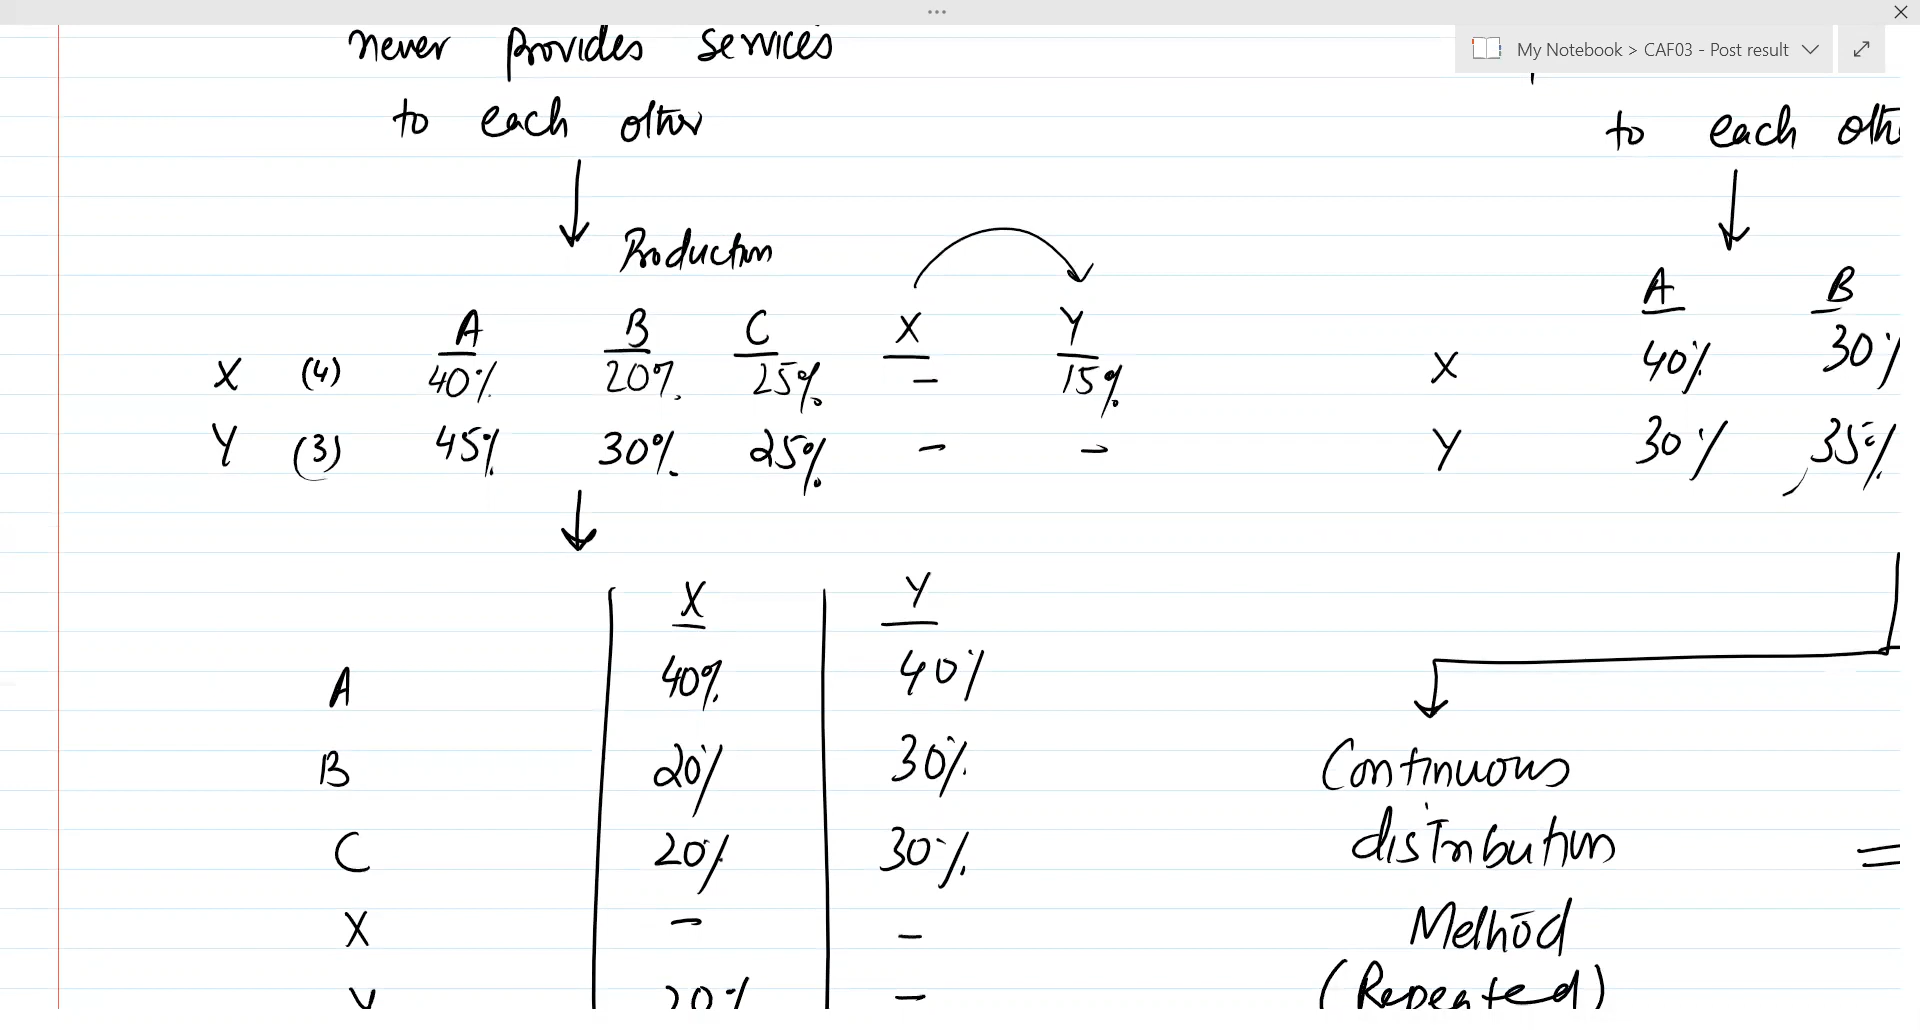 My Notebook > CAF03 - Post result
never provides services
to each other
Production
A B C X Y
X (4) 40% 20% 25% - 15%
Y (3) 45% 30% 25% - -
X Y
A 40% 40%
B 20% 30%
C 20% 30%
X - -
Y 20% -
to each oth
A B
X 40% 30%
Y 30% 35%
Continuous
distribution
=
Method
(Repeated)